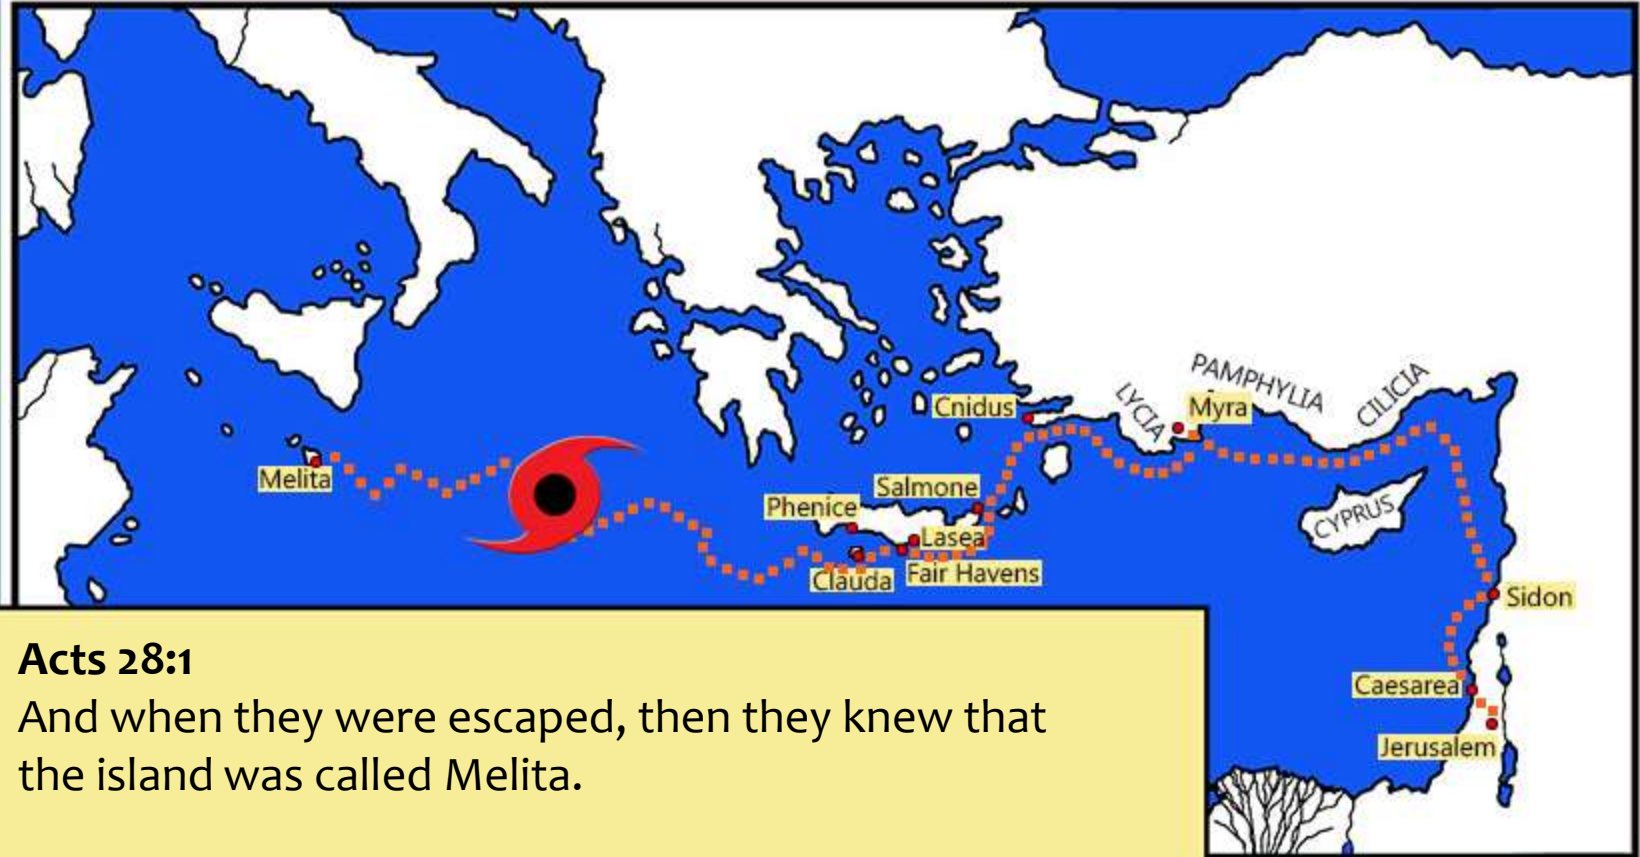 PAMPHYLIA
CILICIA
LYCIA
Myra
Cnidus
Melita
Salmone
Phenice
CYPRUS
Lasea
Clauda
Fair Havens
Sidon
Caesarea
Jerusalem
Acts 28:1
And when they were escaped, then they knew that
the island was called Melita.